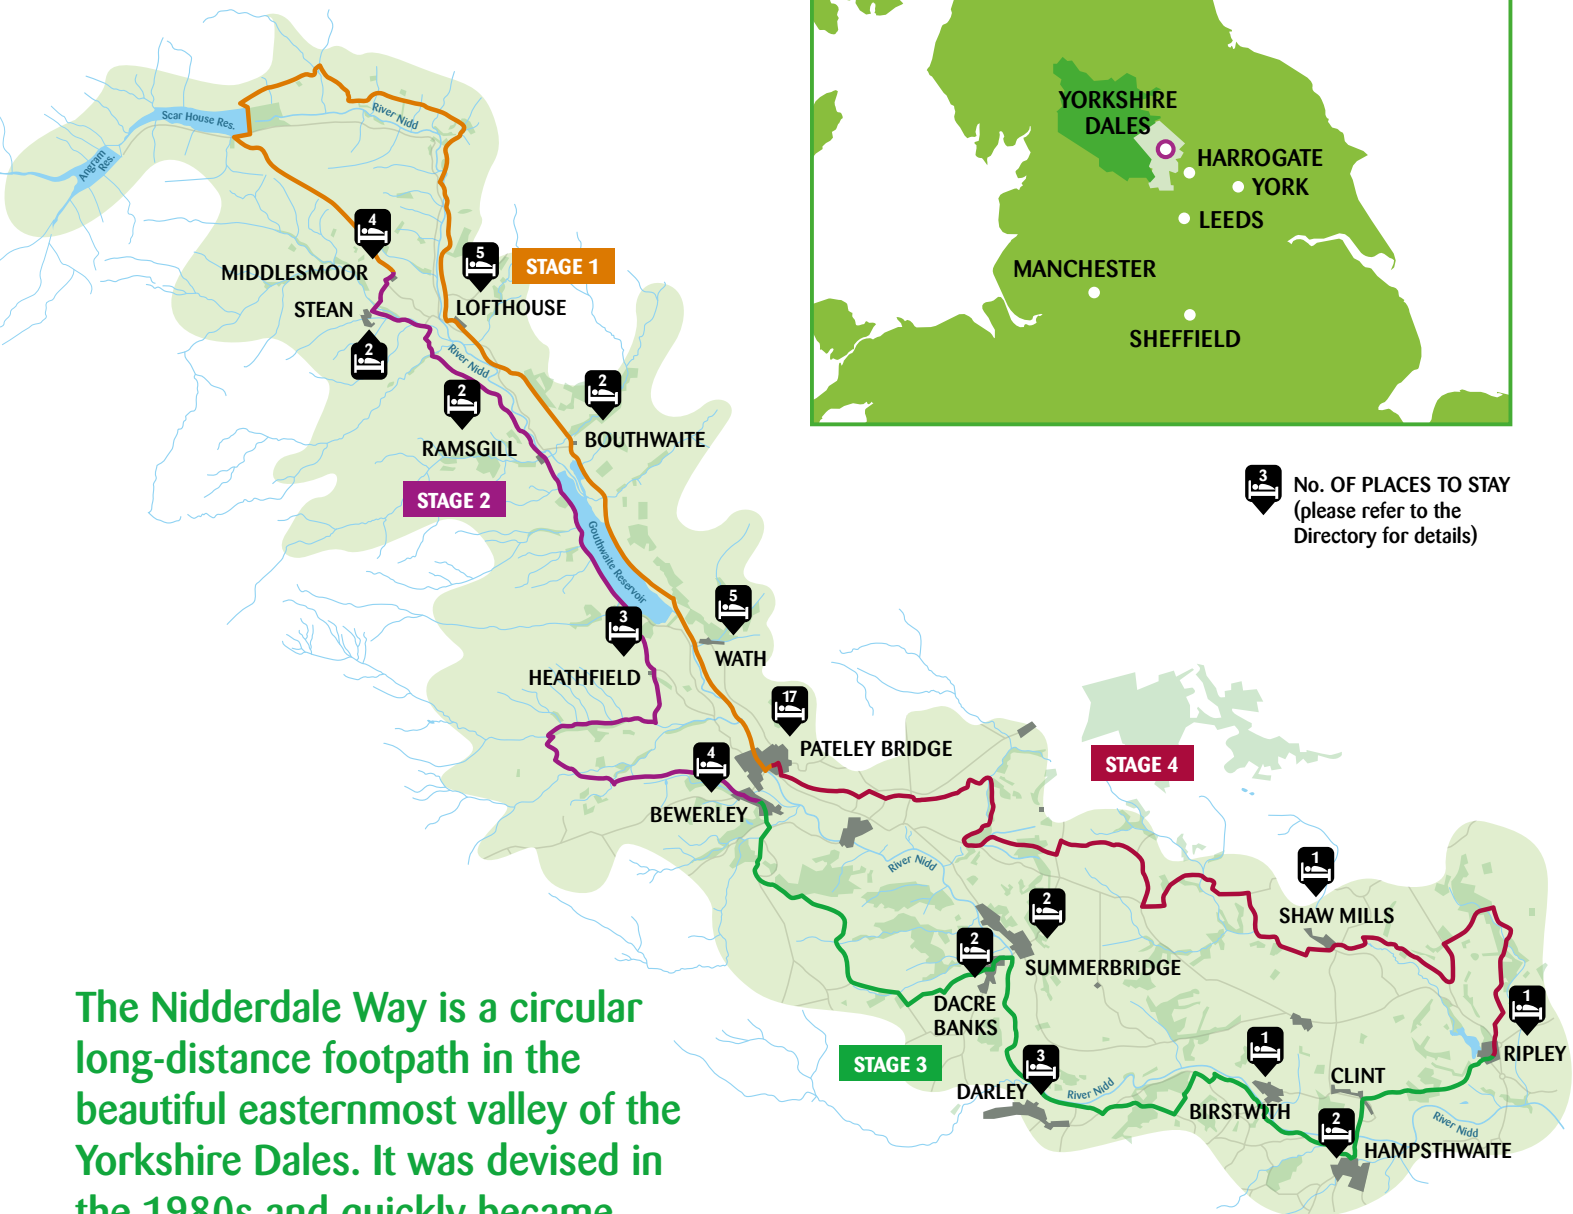 Scar House Res.
Angram
Res.
River Nidd
4
MIDDLESMOOR
5
STAGE 1
STEAN
LOFTHOUSE
2
River Nidd
2
RAMSGILL
2
BOUTHWAITE
STAGE 2
Gouthwaite Reservoir
3
HEATHFIELD
5
WATH
17
PATELEY BRIDGE
4
BEWERLEY
STAGE 4
River Nidd
1
SHAW MILLS
2
SUMMERBRIDGE
2
DACRE
BANKS
STAGE 3
3
DARLEY
River Nidd
1
BIRSTWITH
CLINT
1
RIPLEY
2
HAMPSTHWAITE
River Nidd
YORKSHIRE
DALES
HARROGATE
YORK
LEEDS
MANCHESTER
SHEFFIELD
3
No. OF PLACES TO STAY
(please refer to the
Directory for details)
The Nidderdale Way is a circular
long-distance footpath in the
beautiful easternmost valley of the
Yorkshire Dales. It was devised in
the 1980s and quickly became